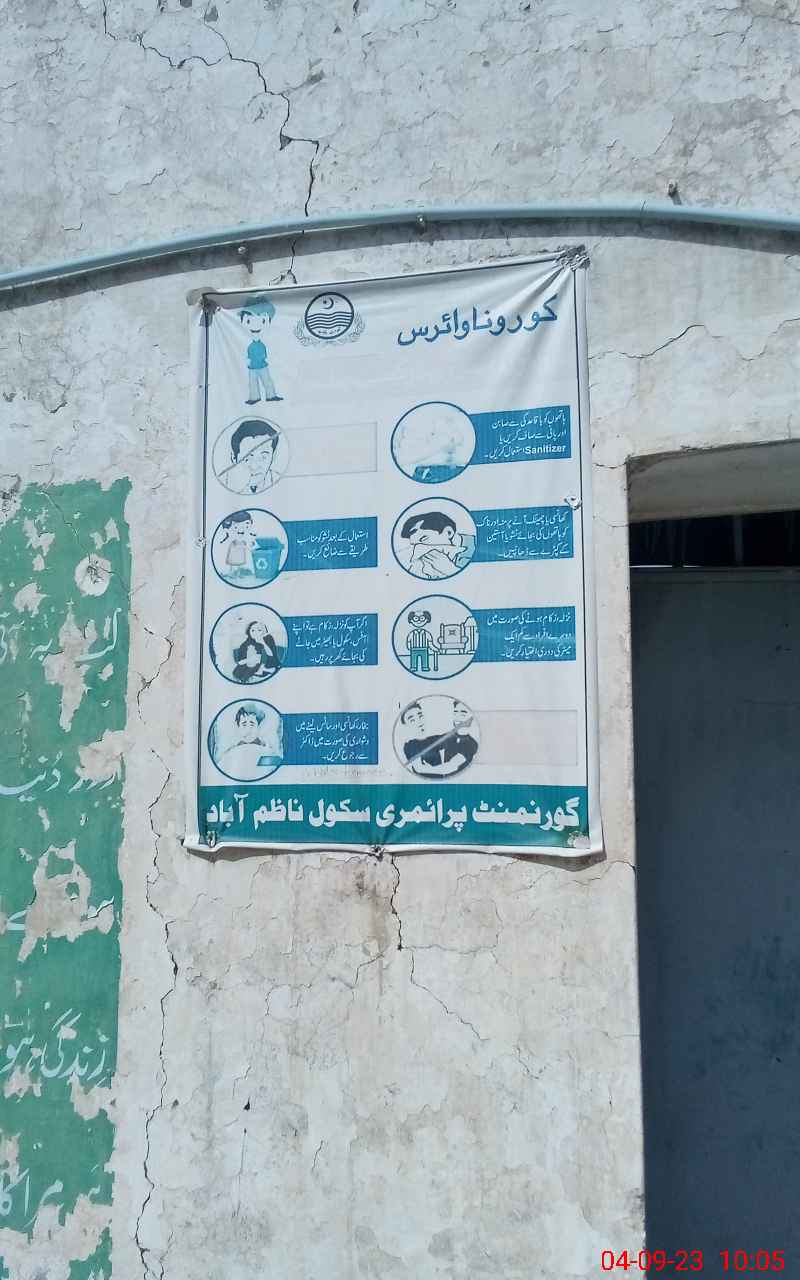 کورونا وائرس
ہاتھوں کو باقاعدگی سے صابن
اور پانی سے صاف کریں یا
Sanitizer استعمال کریں۔
کھانسی یا چھینک آنے پر منہ اور ناک
کو ہاتھوں کی بجائے ٹشو یا آستین
کے کپڑے سے ڈھانپیں۔
استعمال کے بعد ٹشو کو مناسب
طریقے سے ضائع کریں۔
نزلہ زکام ہونے کی صورت میں
دوسرے افراد سے کم از کم ایک
میٹر کی دوری اختیار کریں۔
اگر آپ کو نزلہ زکام ہے تو اپنے
آفس، سکول یا بھیڑ میں جانے
کی بجائے گھر پر رہیں۔
بخار، کھانسی اور سانس لینے میں
دشواری کی صورت میں ڈاکٹر
سے رجوع کریں۔
گورنمنٹ پرائمری سکول ناظم آباد
زندگی ہو
04-09-23 10:05